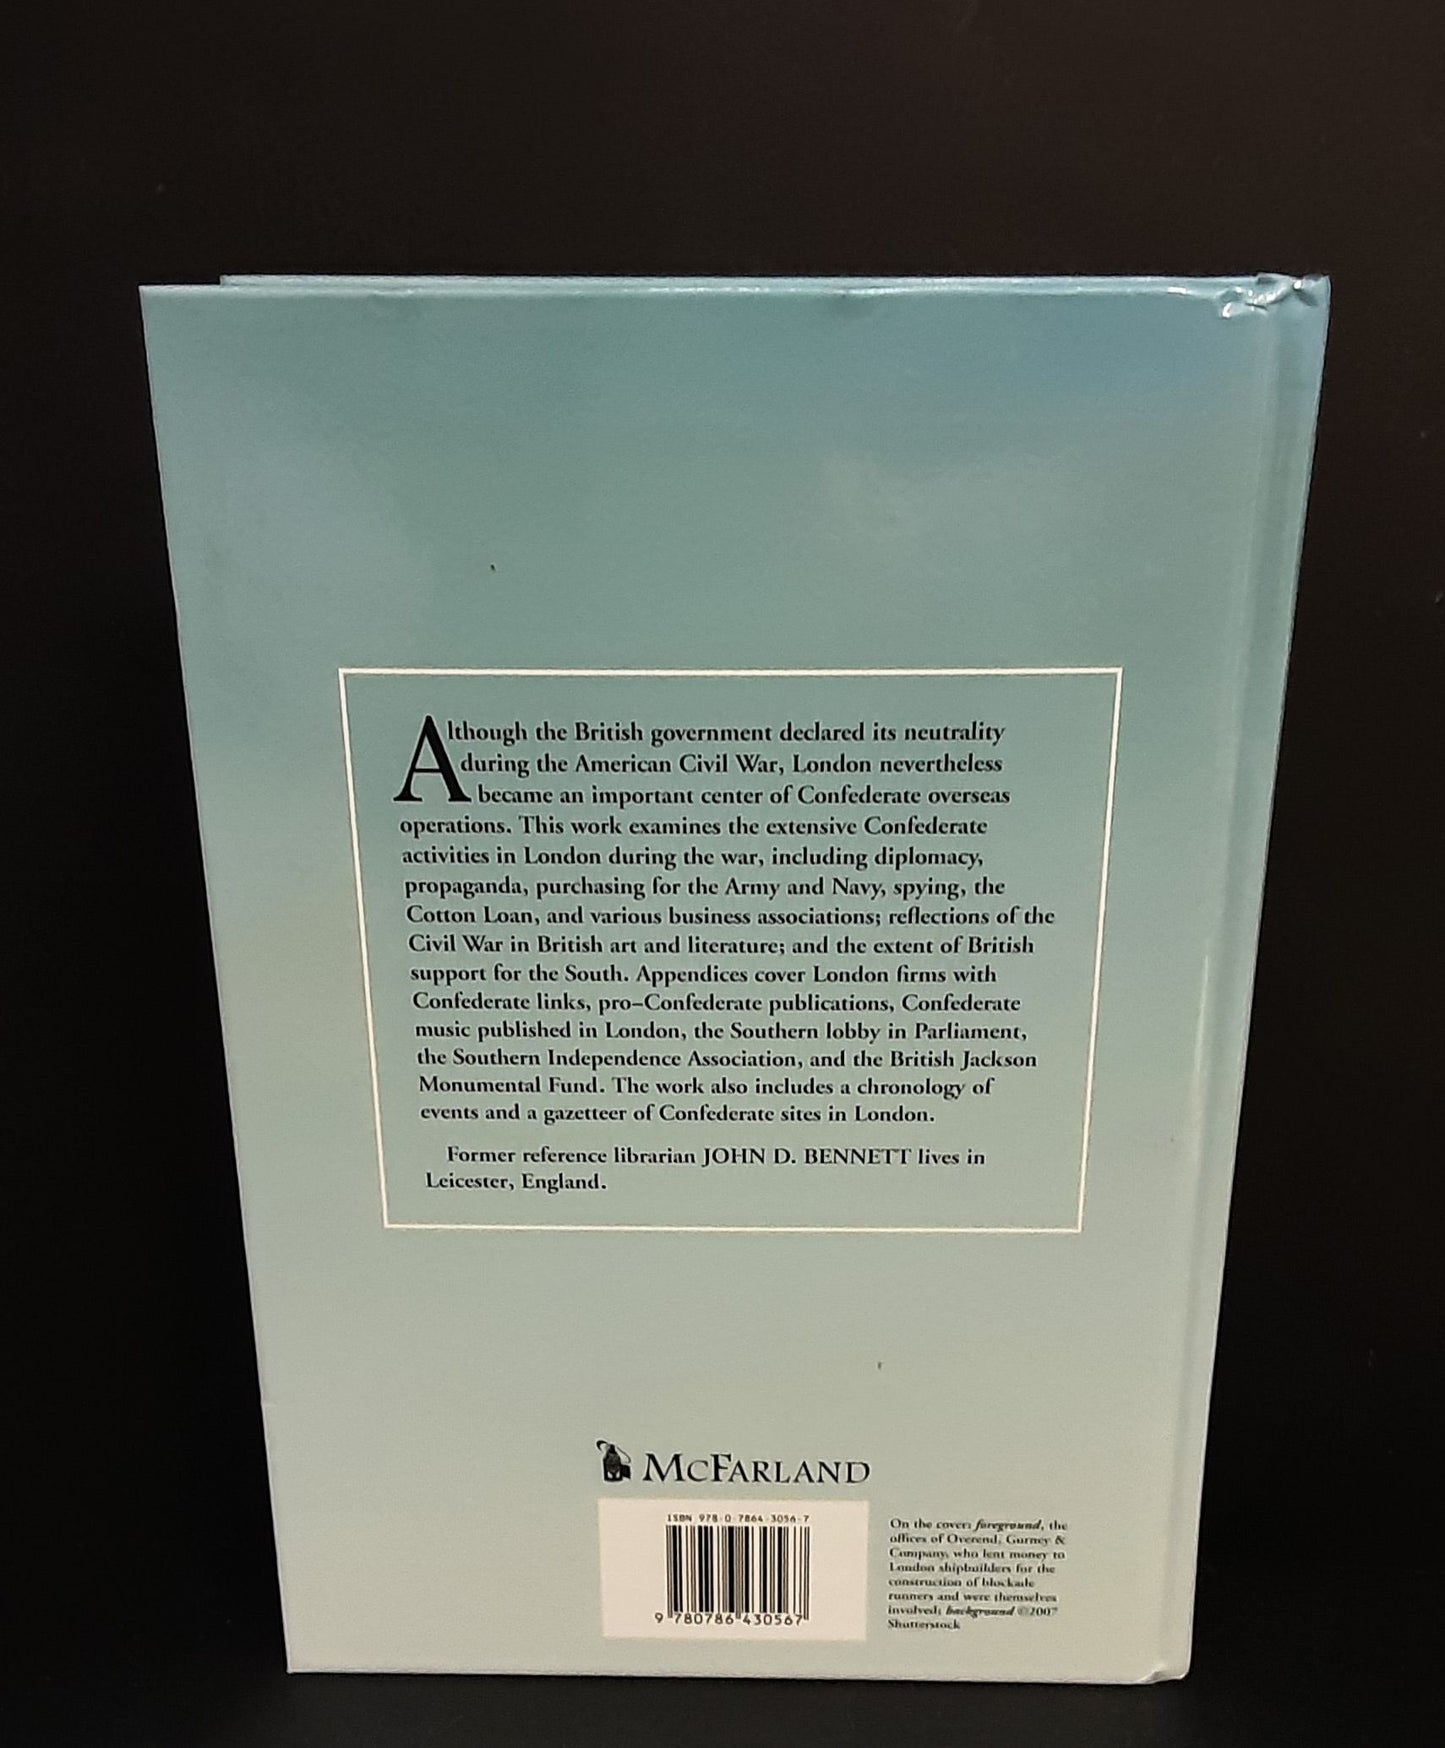 Although the British government declared its neutrality
during the American Civil War, London nevertheless
became an important center of Confederate overseas
operations. This work examines the extensive Confederate
activities in London during the war, including diplomacy,
propaganda, purchasing for the Army and Navy, spying, the
Cotton Loan, and various business associations; reflections of the
Civil War in British art and literature; and the extent of British
support for the South. Appendices cover London firms with
Confederate links, pro–Confederate publications, Confederate
music published in London, the Southern lobby in Parliament,
the Southern Independence Association, and the British Jackson
Monumental Fund. The work also includes a chronology of
events and a gazetteer of Confederate sites in London.
Former reference librarian JOHN D. BENNETT lives in
Leicester, England.
McFARLAND
ISBN 978-0-7864-3056-7
9 780786 430567
On the cover: foreground, the
offices of Overend, Gurney &
Company, who lent money to
London shipbuilders for the
construction of blockade
runners and were themselves
involved; background ©2007
Shutterstock